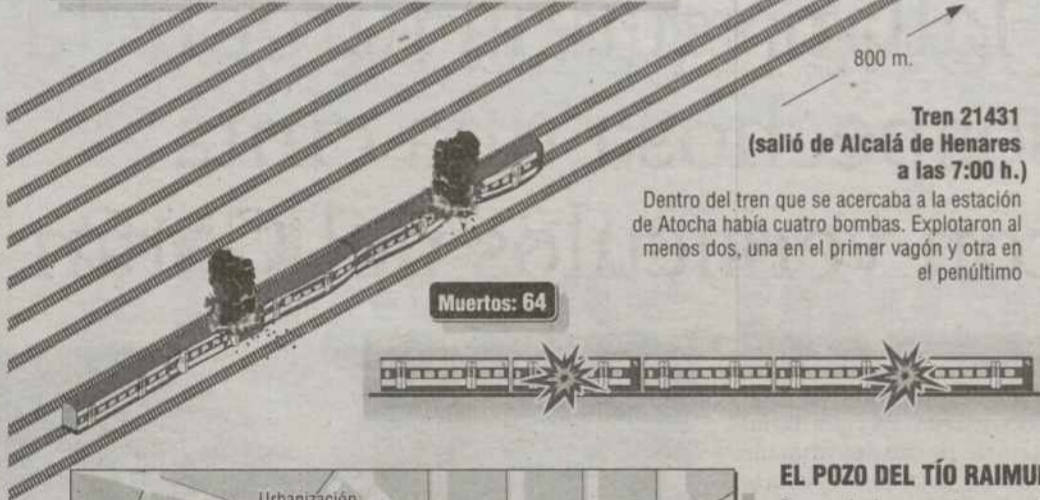 800 m.
Tren 21431
(salió de Alcalá de Henares
a las 7:00 h.)
Dentro del tren que se acercaba a la estación
de Atocha había cuatro bombas. Explotaron al
menos dos, una en el primer vagón y otra en
el penúltimo
Muertos: 64
EL POZO DEL TÍO
Urbanización